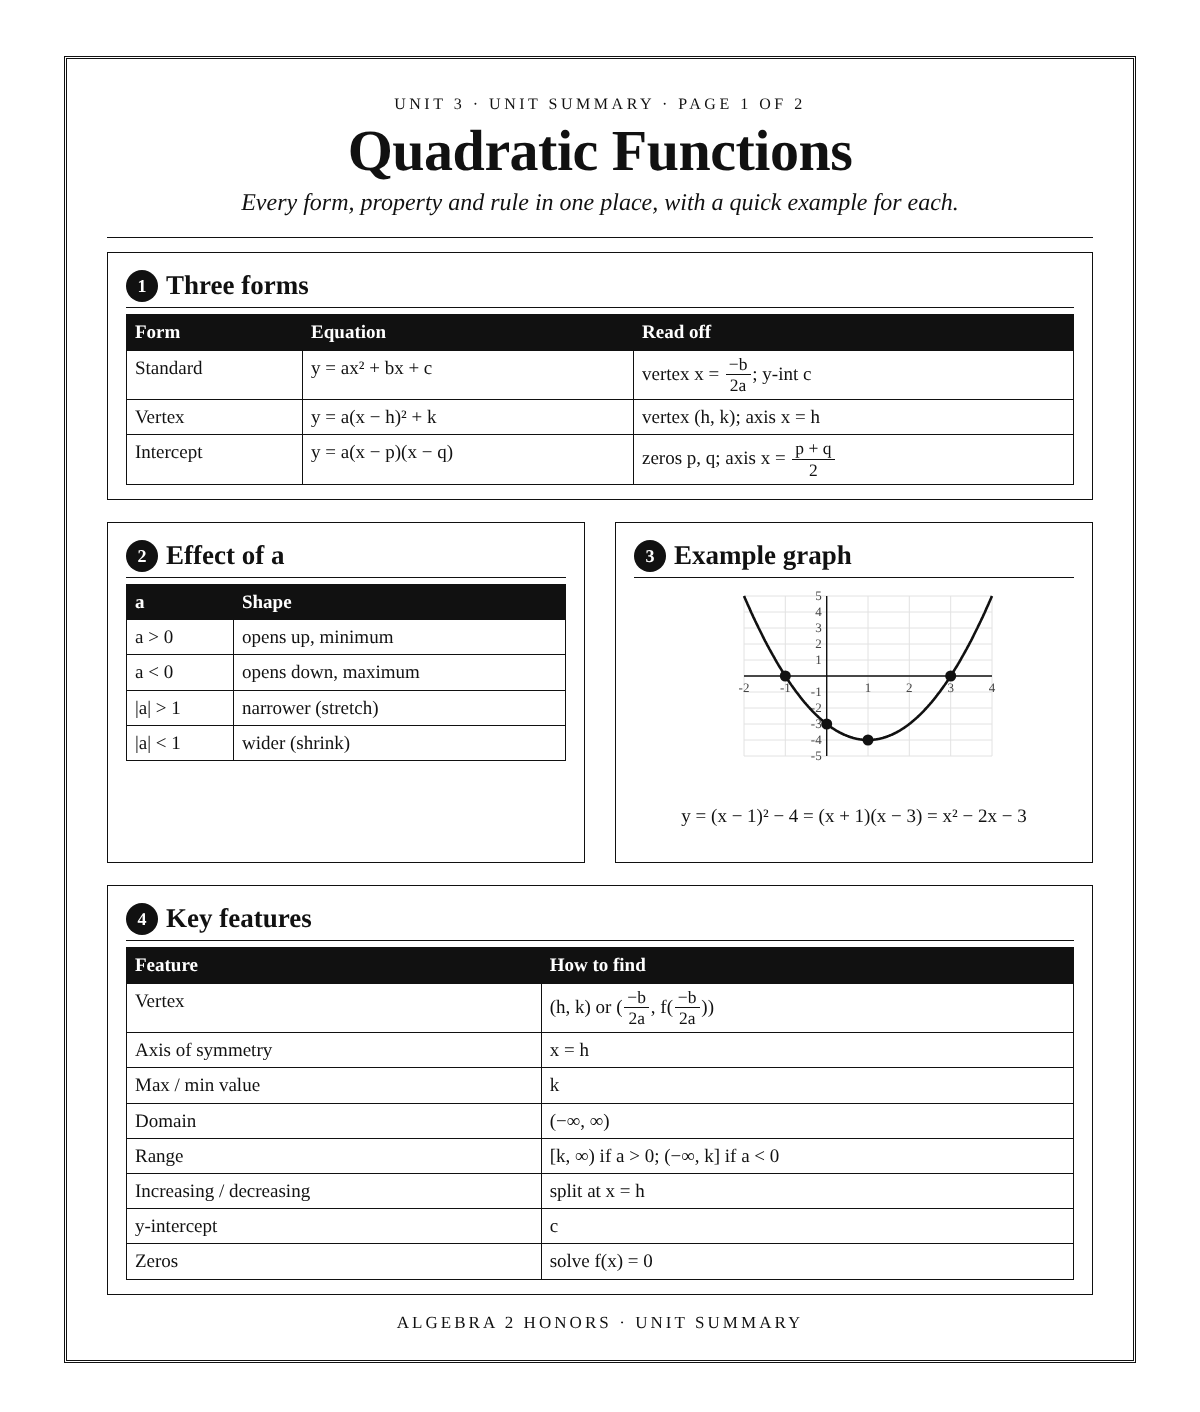 UNIT 3 · UNIT SUMMARY · PAGE 1 OF 2
Quadratic Functions
Every form, property and rule in one place, with a quick example for each.
1 Three forms
Form Equation Read off
Standard y = ax² + bx + c vertex x = −b/2a; y-int c
Vertex y = a(x − h)² + k vertex (h, k); axis x = h
Intercept y = a(x − p)(x − q) zeros p, q; axis x = p + q/2
2 Effect of a
a Shape
a > 0 opens up, minimum
a < 0 opens down, maximum
|a| > 1 narrower (stretch)
|a| < 1 wider (shrink)
3 Example graph
5
4
3
2
1
-2 -1 1 2 3 4
-1
-2
-3
-4
-5
y = (x − 1)² − 4 = (x + 1)(x − 3) = x² − 2x − 3
4 Key features
Feature How to find
Vertex (h, k) or (−b/2a, f(−b/2a))
Axis of symmetry x = h
Max / min value k
Domain (−∞, ∞)
Range [k, ∞) if a > 0; (−∞, k] if a < 0
Increasing / decreasing split at x = h
y-intercept c
Zeros solve f(x) = 0
ALGEBRA 2 HONORS · UNIT SUMMARY